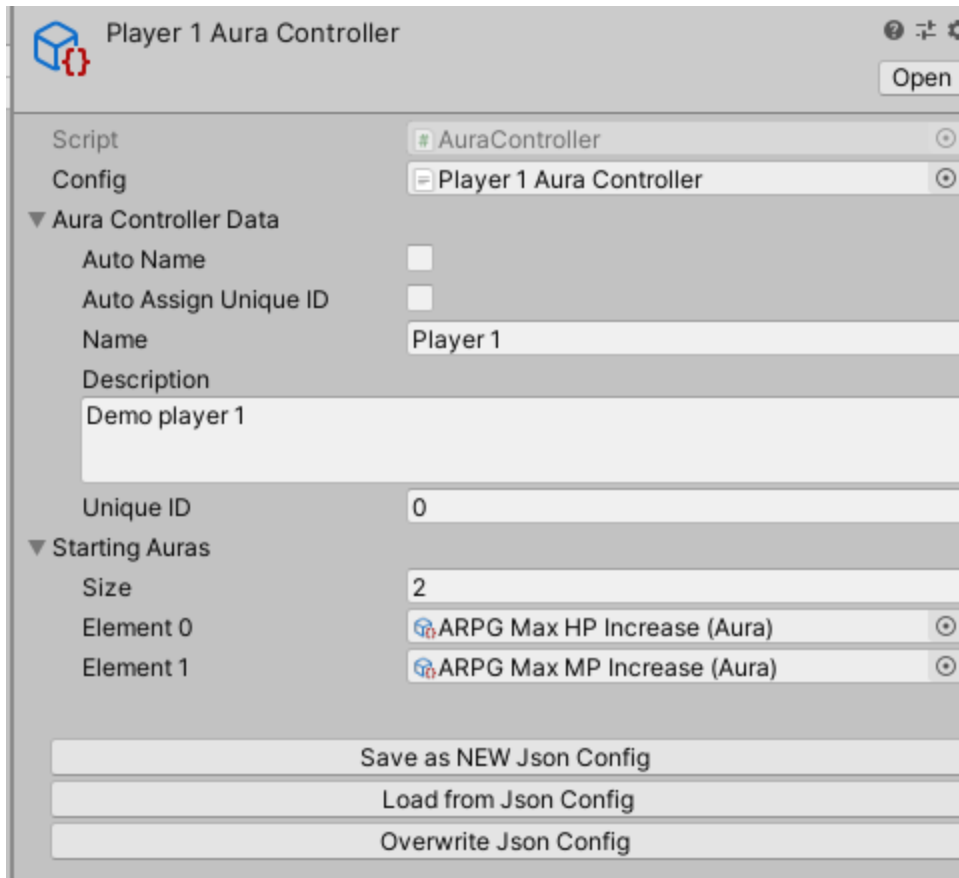 Player 1 Aura Controller
Open
Script # AuraController
Config Player 1 Aura Controller
Aura Controller Data
Auto Name
Auto Assign Unique ID
Name Player 1
Description
Demo player 1
Unique ID 0
Starting Auras
Size 2
Element 0 ARPG Max HP Increase (Aura)
Element 1 ARPG Max MP Increase (Aura)
Save as NEW Json Config
Load from Json Config
Overwrite Json Config